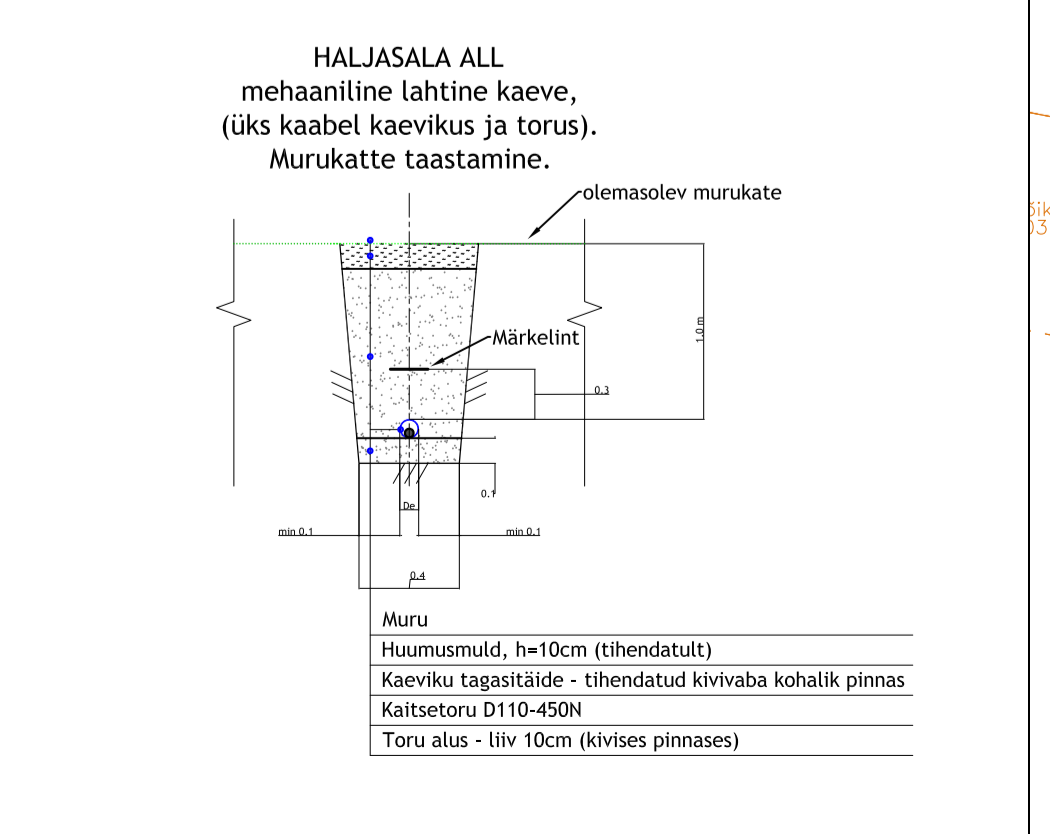 HALJASALA ALL
mehaaniline lahtine kaeve,
(üks kaabel kaevikus ja torus).
Murukatte taastamine.
olemasolev murukate
1.0 m
Märkelint
0.3
0.1
De
min 0.1
min 0.1
0.4
Muru
Huumusmuld, h=10cm (tihendatult)
Kaeviku tagasitäide - tihendatud kivivaba kohalik pinnas
Kaitsetoru D110-450N
Toru alus - liiv 10cm (kivises pinnases)